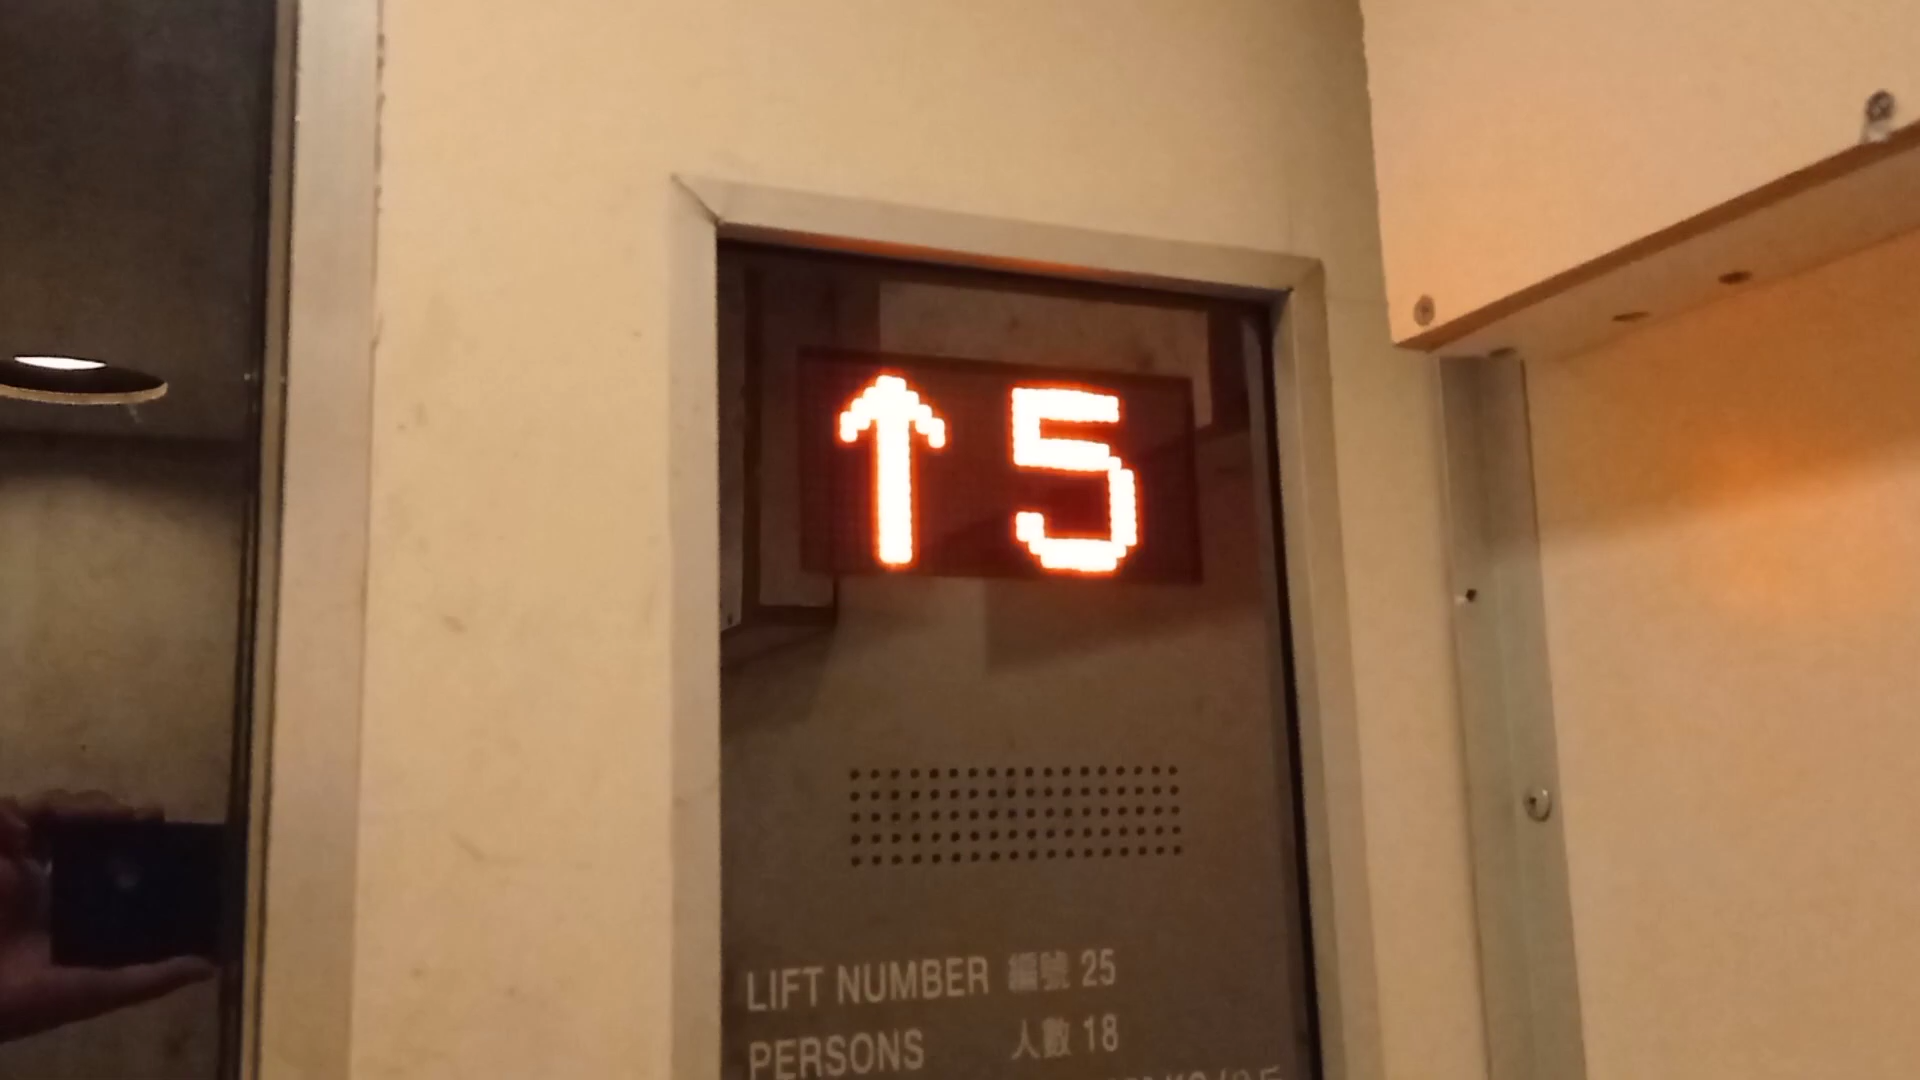 ↑5
LIFT NUMBER 編號 25
PERSONS 人數 18